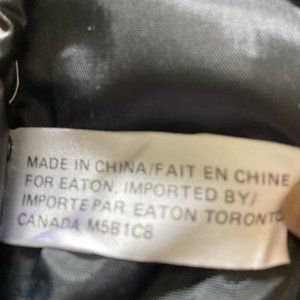 MADE IN CHINA/FAIT EN CHINE
FOR EATON, IMPORTED BY/
IMPORTE PAR EATON TORONTO
CANADA M5B1C8